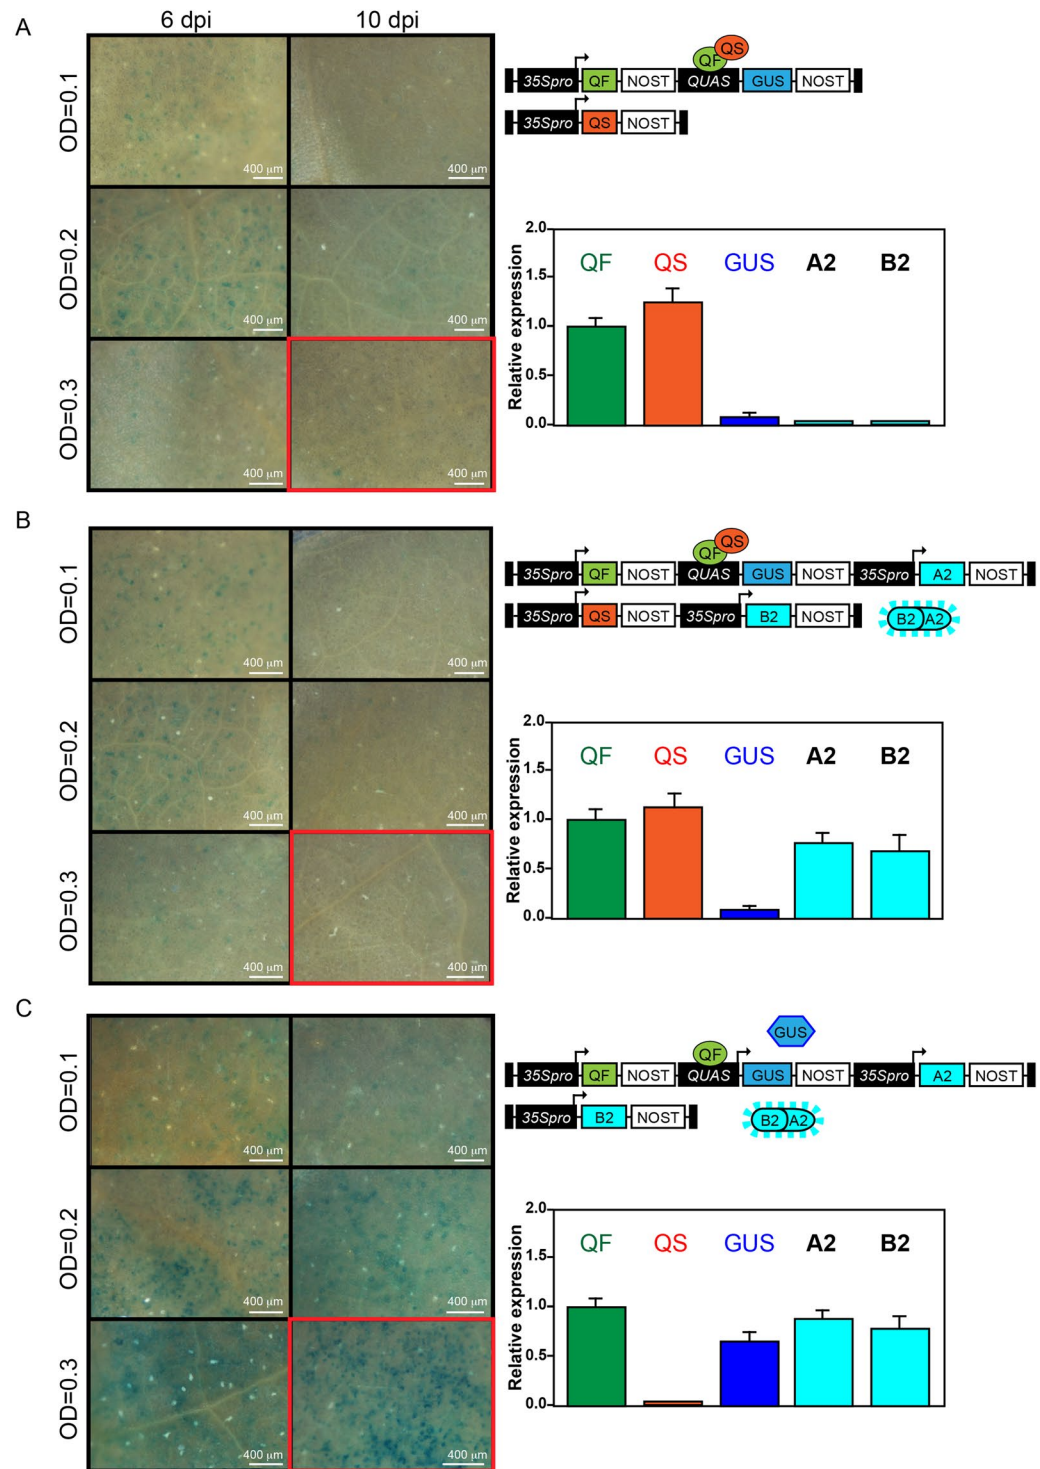 A
6 dpi
10 dpi
OD=0.1
400 µm
400 µm
OD=0.2
400 µm
400 µm
OD=0.3
400 µm
400 µm
QF
QS
35Spro QF NOST QUAS GUS NOST
35Spro QS NOST
Relative expression
2.0
1.5
1.0
0.5
0.0
QF QS GUS A2 B2
B
OD=0.1
400 µm
400 µm
OD=0.2
400 µm
400 µm
OD=0.3
400 µm
400 µm
QF
QS
35Spro QF NOST QUAS GUS NOST 35Spro A2 NOST
35Spro QS NOST 35Spro B2 NOST
B2 A2
Relative expression
2.0
1.5
1.0
0.5
0.0
QF QS GUS A2 B2
C
OD=0.1
400 µm
400 µm
OD=0.2
400 µm
400 µm
OD=0.3
400 µm
400 µm
GUS
QF
35Spro QF NOST QUAS GUS NOST 35Spro A2 NOST
35Spro B2 NOST
B2 A2
Relative expression
2.0
1.5
1.0
0.5
0.0
QF QS GUS A2 B2